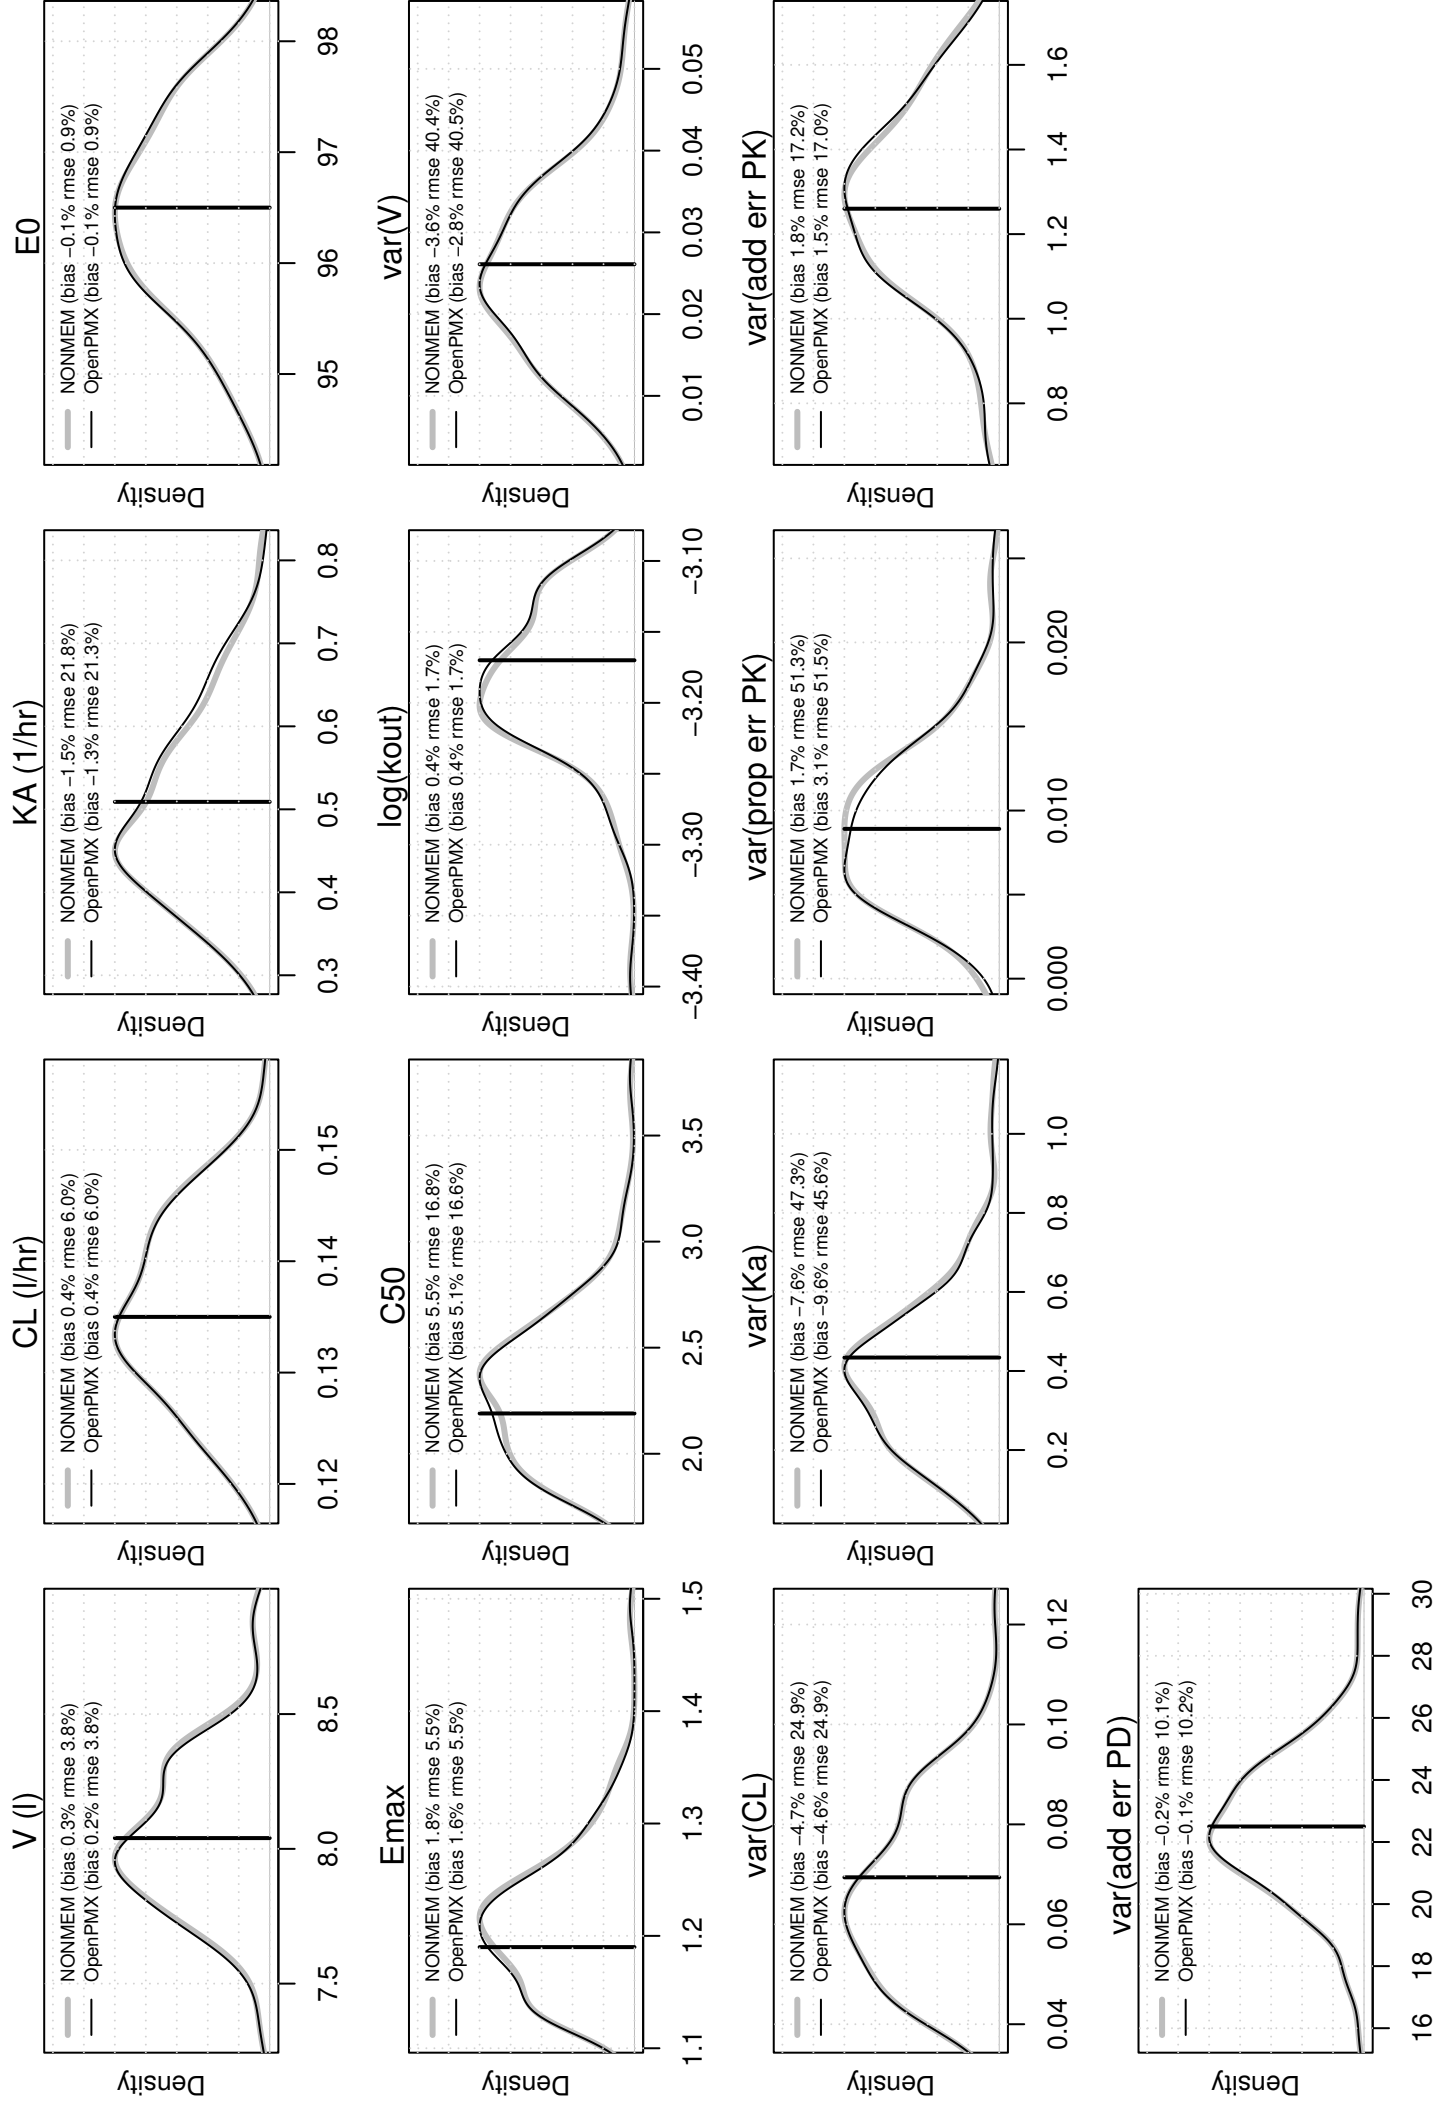 V (l)
NONMEM (bias 0.3% rmse 3.8%)
OpenPMX (bias 0.2% rmse 3.8%)
Density
7.5 8.0 8.5
CL (l/hr)
NONMEM (bias 0.4% rmse 6.0%)
OpenPMX (bias 0.4% rmse 6.0%)
Density
0.12 0.13 0.14 0.15
KA (1/hr)
NONMEM (bias −1.5% rmse 21.8%)
OpenPMX (bias −1.3% rmse 21.3%)
Density
0.3 0.4 0.5 0.6 0.7 0.8
E0
NONMEM (bias −0.1% rmse 0.9%)
OpenPMX (bias −0.1% rmse 0.9%)
Density
95 96 97 98
Emax
NONMEM (bias 1.8% rmse 5.5%)
OpenPMX (bias 1.6% rmse 5.5%)
Density
1.1 1.2 1.3 1.4 1.5
C50
NONMEM (bias 5.5% rmse 16.8%)
OpenPMX (bias 5.1% rmse 16.6%)
Density
2.0 2.5 3.0 3.5
log(kout)
NONMEM (bias 0.4% rmse 1.7%)
OpenPMX (bias 0.4% rmse 1.7%)
Density
−3.40 −3.30 −3.20 −3.10
var(V)
NONMEM (bias −3.6% rmse 40.4%)
OpenPMX (bias −2.8% rmse 40.5%)
Density
0.01 0.02 0.03 0.04 0.05
var(CL)
NONMEM (bias −4.7% rmse 24.9%)
OpenPMX (bias −4.6% rmse 24.9%)
Density
0.04 0.06 0.08 0.10 0.12
var(Ka)
NONMEM (bias −7.6% rmse 47.3%)
OpenPMX (bias −9.6% rmse 45.6%)
Density
0.2 0.4 0.6 0.8 1.0
var(prop err PK)
NONMEM (bias 1.7% rmse 51.3%)
OpenPMX (bias 3.1% rmse 51.5%)
Density
0.000 0.010 0.020
var(add err PK)
NONMEM (bias 1.8% rmse 17.2%)
OpenPMX (bias 1.5% rmse 17.0%)
Density
0.8 1.0 1.2 1.4 1.6
var(add err PD)
NONMEM (bias −0.2% rmse 10.1%)
OpenPMX (bias −0.1% rmse 10.2%)
Density
16 18 20 22 24 26 28 30